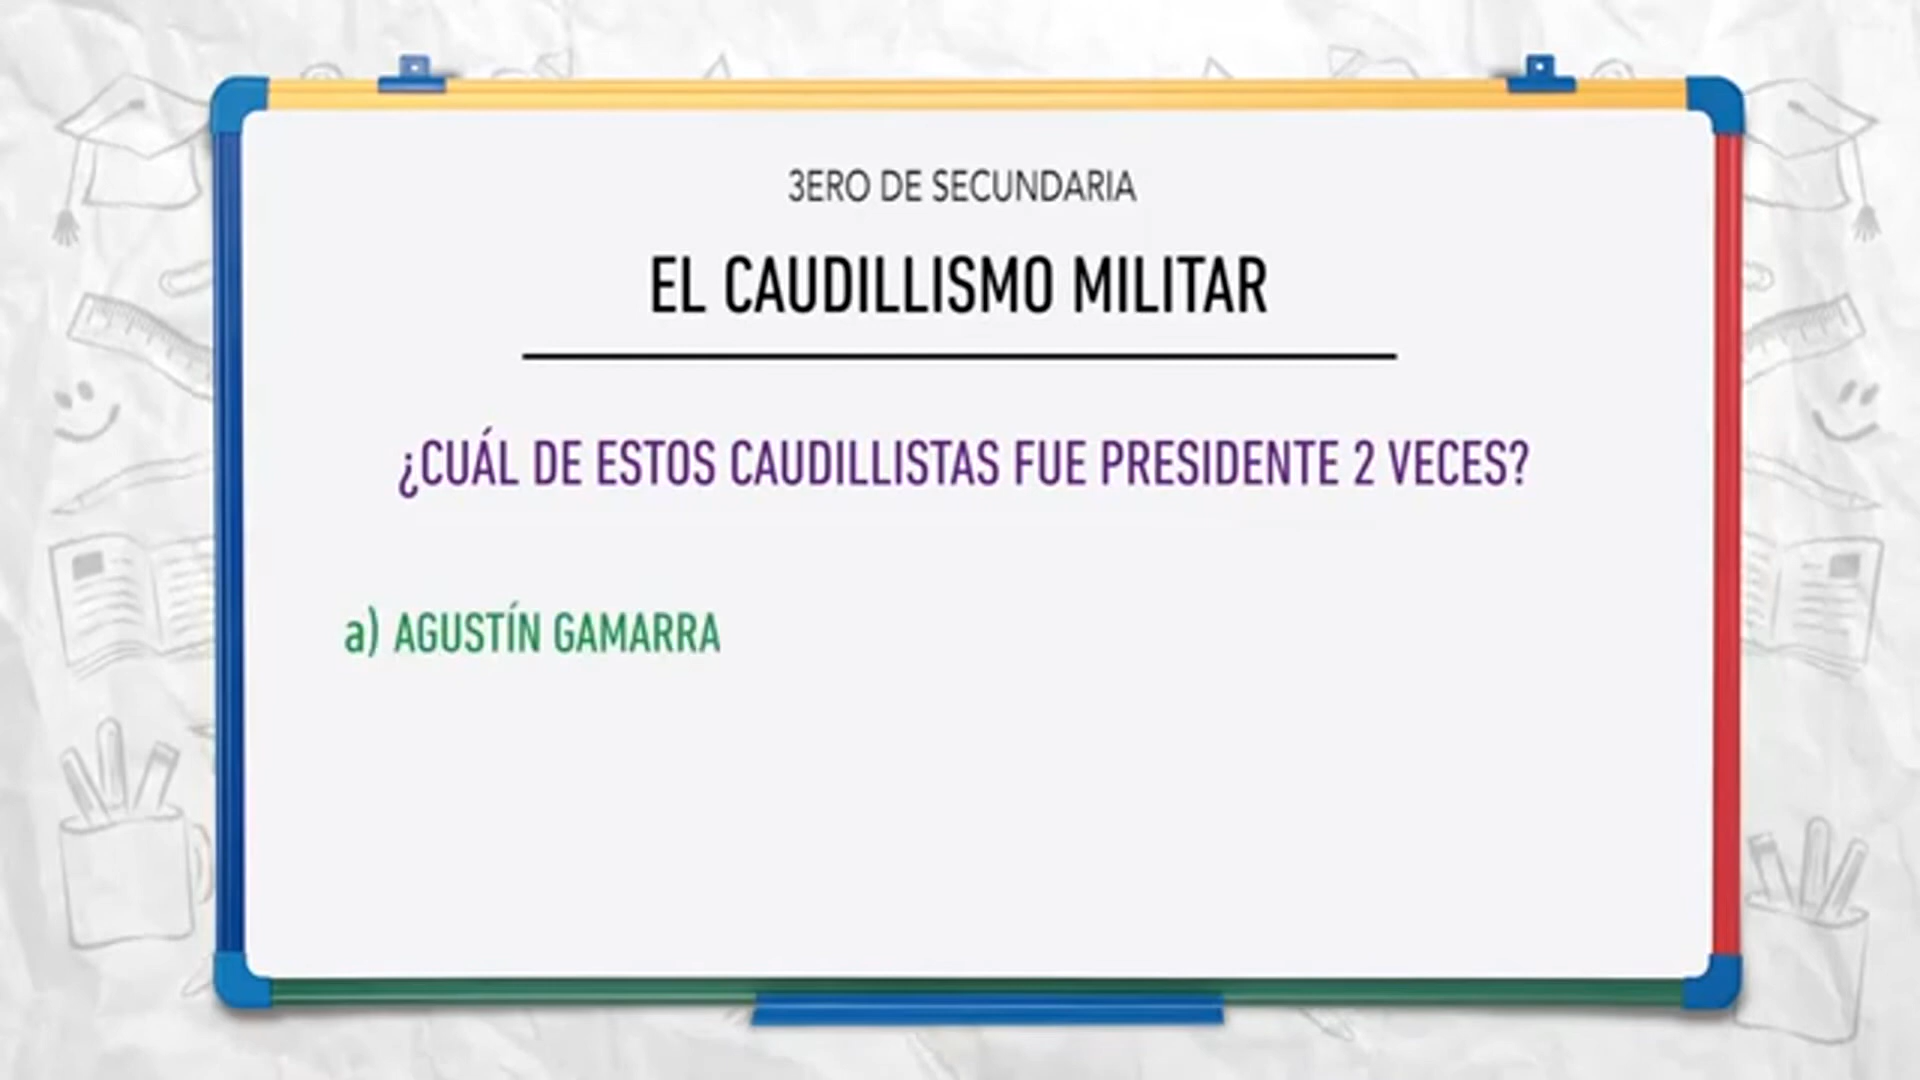 3ERO DE SECUNDARIA
EL CAUDILLISMO MILITAR
¿CUÁL DE ESTOS CAUDILLISTAS FUE PRESIDENTE 2 VECES?
a) AGUSTÍN GAMARRA